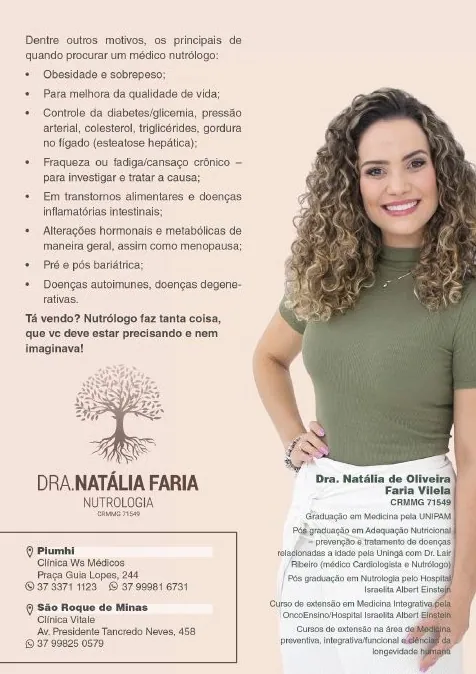 Dentre outros motivos, os principais de
quando procurar um médico nutrólogo:
• Obesidade e sobrepeso;
• Para melhora da qualidade de vida;
• Controle da diabetes/glicemia, pressão
arterial, colesterol, triglicérides, gordura
no fígado (esteatose hepática);
• Fraqueza ou fadiga/cansaço crônico –
para investigar e tratar a causa;
• Em transtornos alimentares e doenças
inflamatórias intestinais;
• Alterações hormonais e metabólicas de
maneira geral, assim como menopausa;
• Pré e pós bariátrica;
• Doenças autoimunes, doenças degene-
rativas.
Tá vendo? Nutrólogo faz tanta coisa,
que vc deve estar precisando e nem
imaginava!
DRA.NATÁLIA FARIA
NUTROLOGIA
CRMMG 71549
Piumhi
Clínica Ws Médicos
Praça Guia Lopes, 244
37 3371 1123 37 99981 6731
São Roque de Minas
Clínica Vitale
Av. Presidente Tancredo Neves, 458
37 99825 0579
Dra. Natália de Oliveira
Faria Vilela
CRMMG 71549
Graduação em Medicina pela UNIPAM
Pós graduação em Adequação Nutricional
– prevenção e tratamento de doenças
relacionadas a idade pela Uningá com Dr. Lair
Ribeiro (médico Cardiologista e Nutrólogo)
Pós graduação em Nutrologia pelo Hospital
Israelita Albert Einstein
Curso de extensão em Medicina Integrativa pela
OncoEnsino/Hospital Israelita Albert Einstein
Cursos de extensão na área de Medicina
preventiva, integrativa/funcional e ciências da
longevidade humana